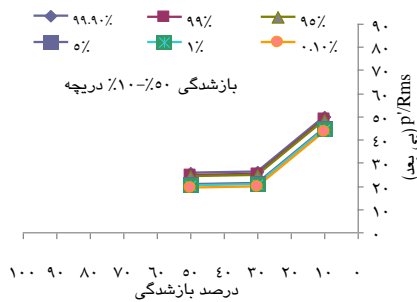 ۹۹.۹۰٪ ۹۹٪ ۹۵٪
۵٪ ۱٪ ۰.۱۰٪
بازشدگی ۵۰٪-۱۰٪ دریچه
۹۰
۸۰
۷۰
۶۰
۵۰
۴۰
۳۰
۲۰
۱۰
۰
p'/Rms
(بی بعد)
۱۰۰ ۹۰ ۸۰ ۷۰ ۶۰ ۵۰ ۴۰ ۳۰ ۲۰ ۱۰ ۰
درصد بازشدگی